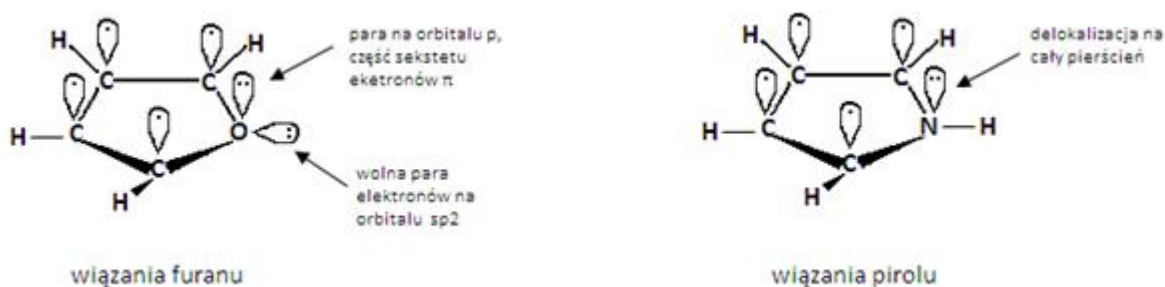 H
H
C
C
H
C
O
C
H
para na orbitalu p,
część sekstetu
eketronów π
wolna para
elektronów na
orbitalu sp2
wiązania furanu
H
H
C
C
H
C
N
H
C
H
delokalizacja na
cały pierścień
wiązania pirolu